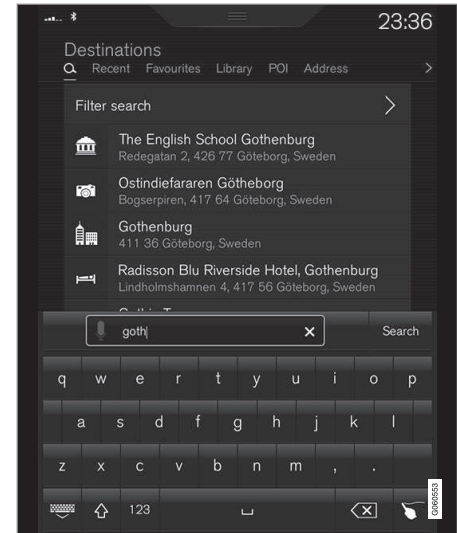 23:36
Destinations
Recent Favourites Library POI Address
Filter search
The English School Gothenburg
Redegatan 2, 426 77 Göteborg, Sweden
Ostindiefararen Götheborg
Bogserpiren, 417 64 Göteborg, Sweden
Gothenburg
411 36 Göteborg, Sweden
Radisson Blu Riverside Hotel, Gothenburg
Lindholmshamnen 4, 417 56 Göteborg, Sweden
goth
Search
q w e r t y u i o p
a s d f g h j k l
z x c v b n m , .
123
G060553